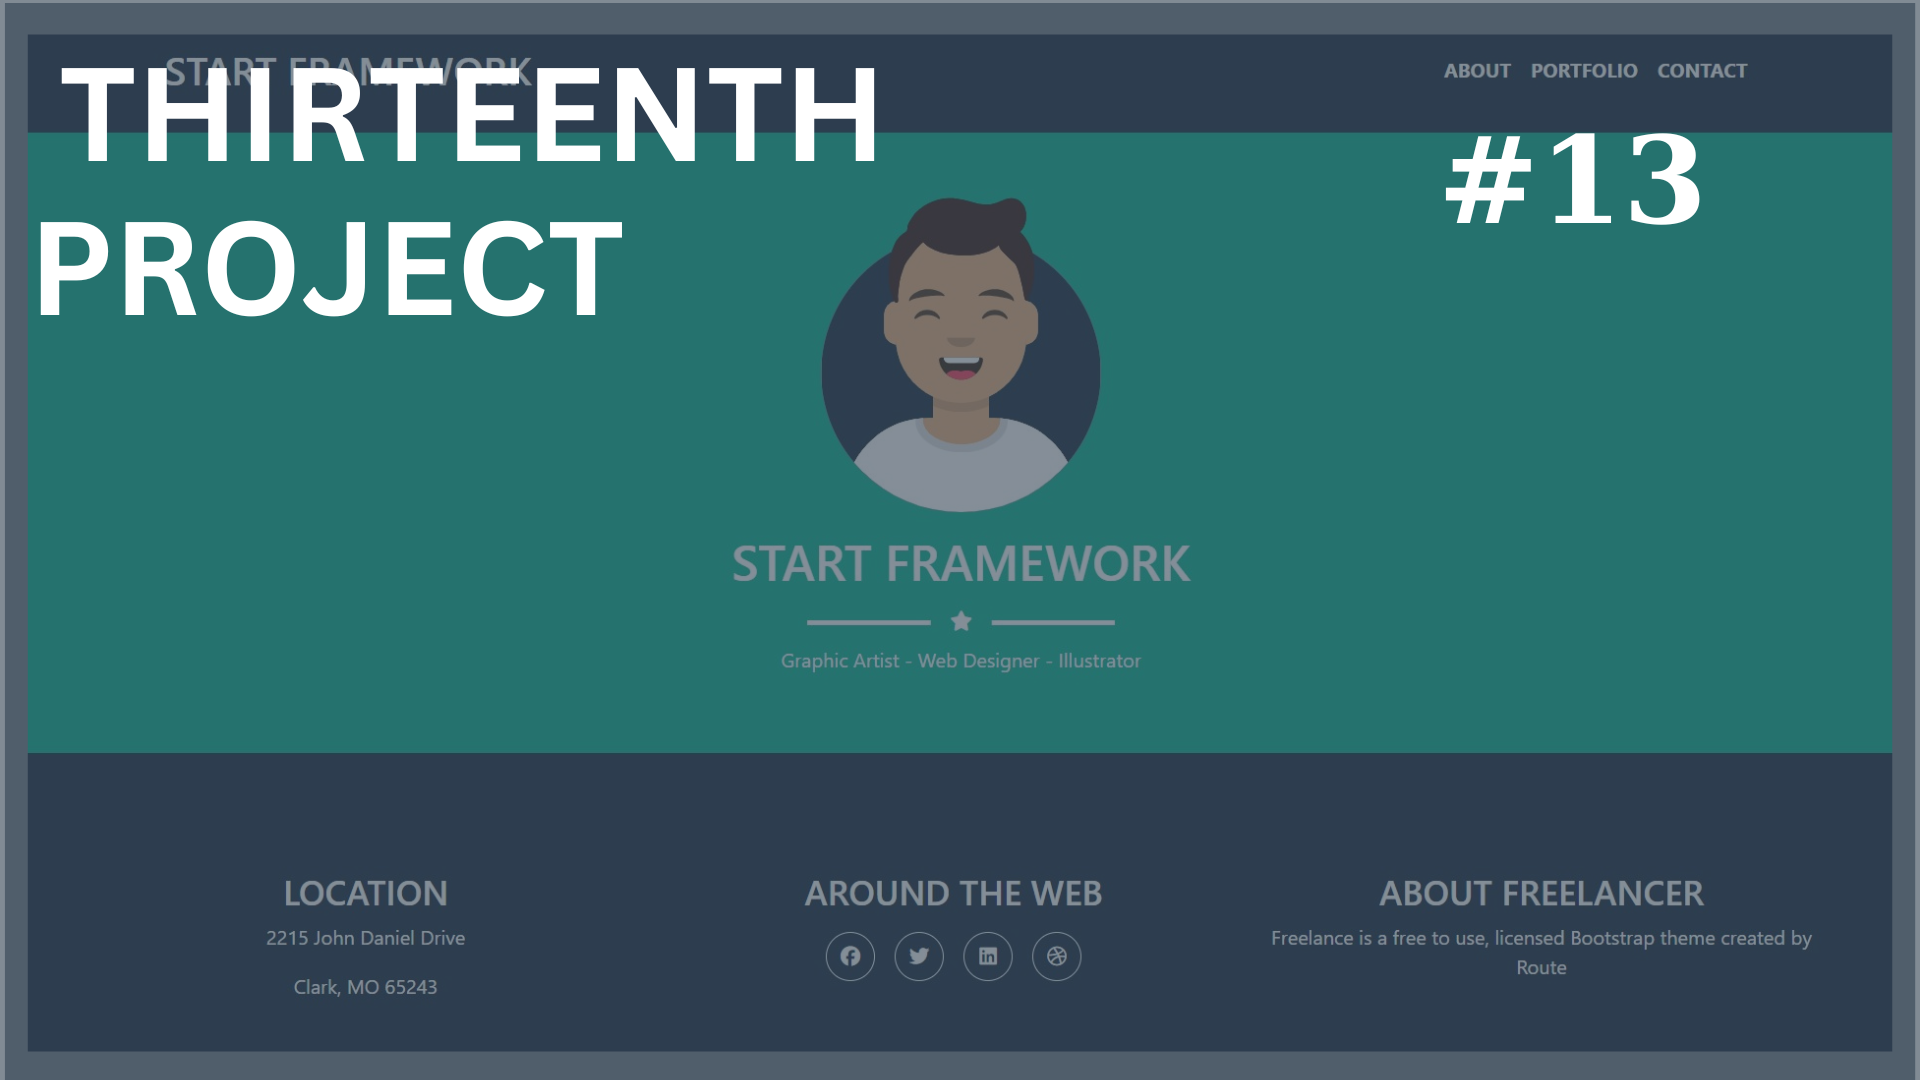 START FRAMEWORK
ABOUT PORTFOLIO CONTACT
THIRTEENTH
PROJECT
#13
START FRAMEWORK
Graphic Artist - Web Designer - Illustrator
LOCATION
2215 John Daniel Drive
Clark, MO 65243
AROUND THE WEB
ABOUT FREELANCER
Freelance is a free to use, licensed Bootstrap theme created by
Route